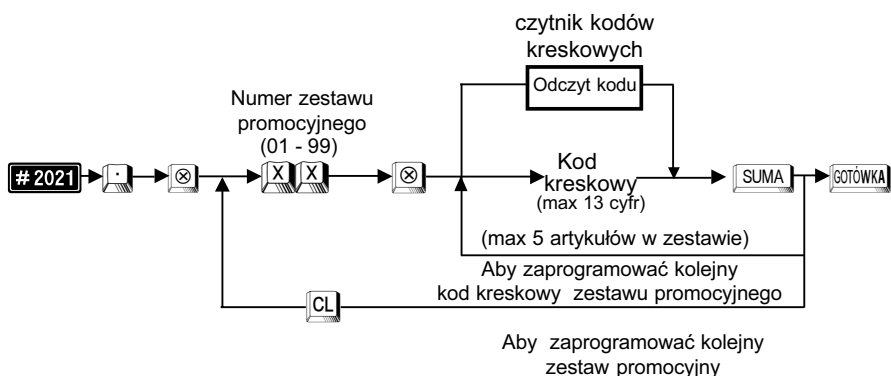 czytnik kodów
kreskowych
Odczyt kodu
Numer zestawu
promocyjnego
(01 - 99)
#2021 · ⊗ X X ⊗ Kod SUMA GOTÓWKA
kreskowy
(max 13 cyfr)
(max 5 artykułów w zestawie)
Aby zaprogramować kolejny
kod kreskowy zestawu promocyjnego
CL
Aby zaprogramować kolejny
zestaw promocyjny